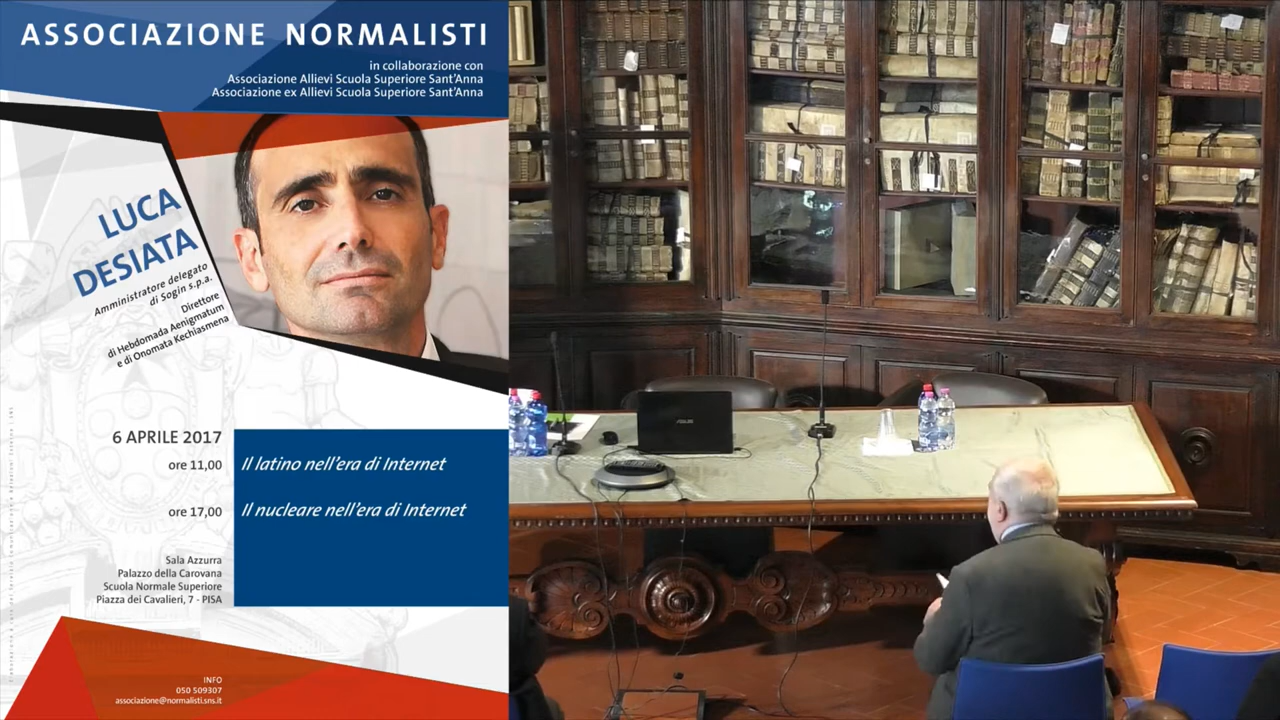 ASSOCIAZIONE NORMALISTI
in collaborazione con
Associazione Allievi Scuola Superiore Sant'Anna
Associazione ex Allievi Scuola Superiore Sant'Anna
LUCA
DESIATA
Amministratore delegato
di Sogin s.p.a.
Direttore
di Hebdomada Aenigmatum
e di Onomata Kechiasmena
6 APRILE 2017
ore 11,00 Il latino nell'era di Internet
ore 17,00 Il nucleare nell'era di Internet
Sala Azzurra
Palazzo della Carovana
Scuola Normale Superiore
Piazza dei Cavalieri, 7 - PISA
INFO
050 509307
associazione@normalisti.sns.it
ASUS